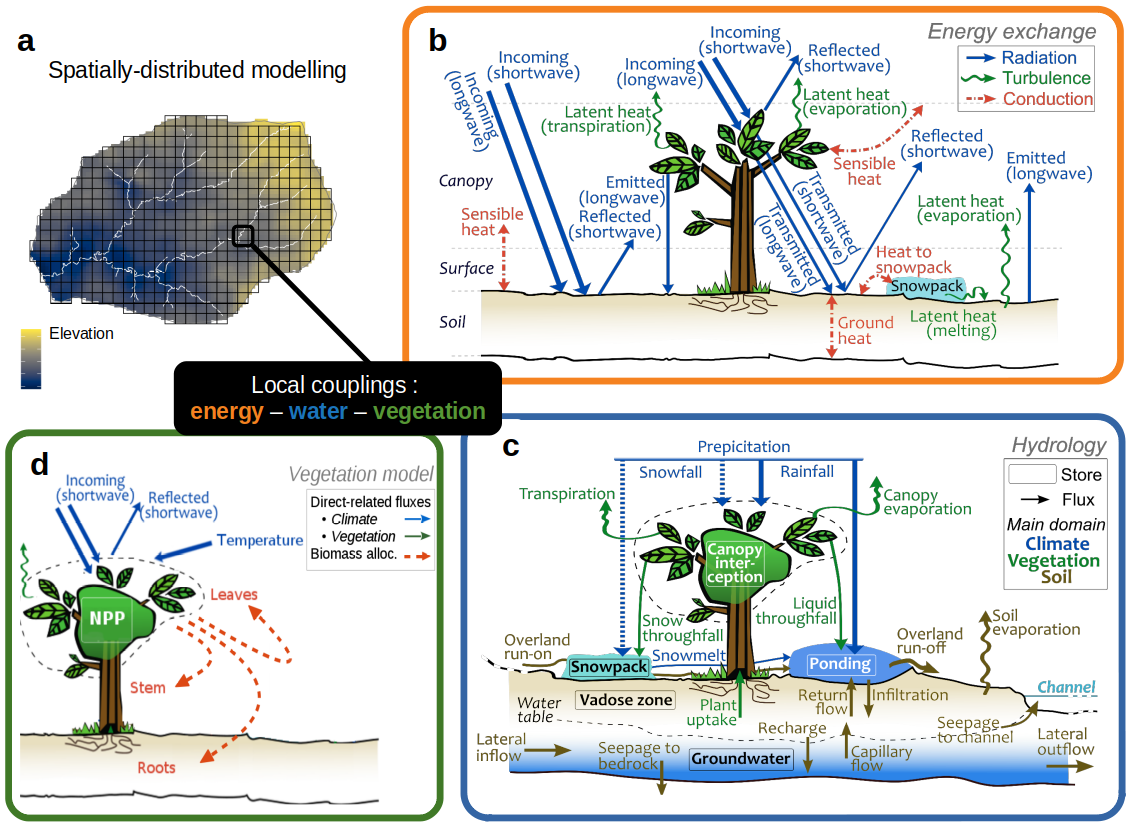 a
Spatially-distributed modelling
Elevation
Local couplings :
energy – water – vegetation
b
Energy exchange
Radiation
Turbulence
Conduction
Incoming
(shortwave)
Incoming
(longwave)
Incoming
(shortwave)
Incoming
(longwave)
Reflected
(shortwave)
Latent heat
(transpiration)
Latent heat
(evaporation)
Canopy
Sensible
heat
Reflected
(shortwave)
Emitted
(longwave)
Emitted
(longwave)
Reflected
(shortwave)
Transmitted
(shortwave)
Transmitted
(longwave)
Latent heat
(evaporation)
Sensible
heat
Surface
Heat to
snowpack
Snowpack
Soil
Ground
heat
Latent heat
(melting)
c
Hydrology
Store
Flux
Main domain
Climate
Vegetation
Soil
Prepicitation
Snowfall
Rainfall
Transpiration
Canopy
evaporation
Canopy
inter-
ception
Snow
throughfall
Liquid
throughfall
Overland
run-on
Snowmelt
Snowpack
Ponding
Overland
run-off
Soil
evaporation
Vadose zone
Water
table
Plant
uptake
Return
flow
Infiltration
Channel
Recharge
Seepage
to channel
Lateral
inflow
Seepage to
bedrock
Groundwater
Capillary
flow
Lateral
outflow
d
Vegetation model
Direct-related fluxes
• Climate
• Vegetation
Biomass alloc.
Incoming
(shortwave)
Reflected
(shortwave)
Temperature
NPP
Leaves
Stem
Roots